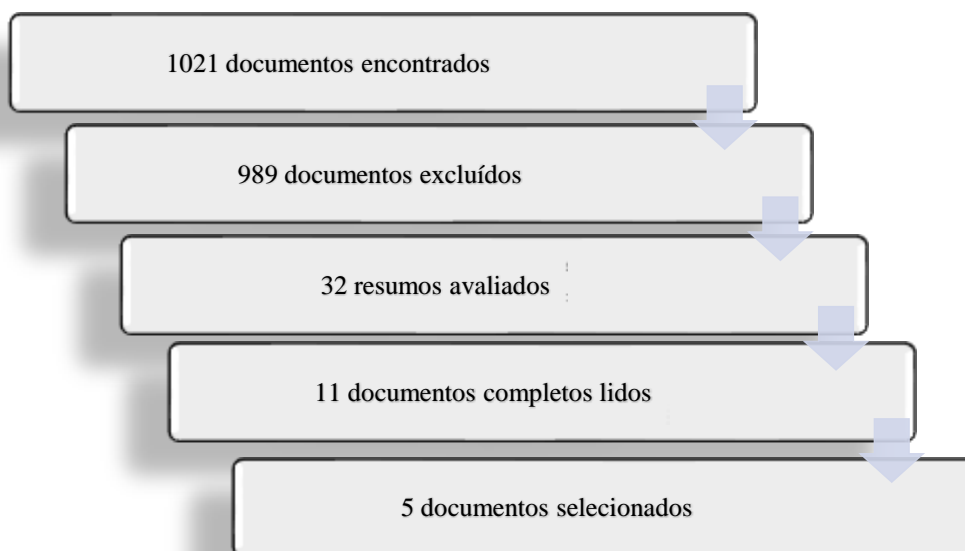 1021 documentos encontrados
989 documentos excluídos
32 resumos avaliados
11 documentos completos lidos
5 documentos selecionados